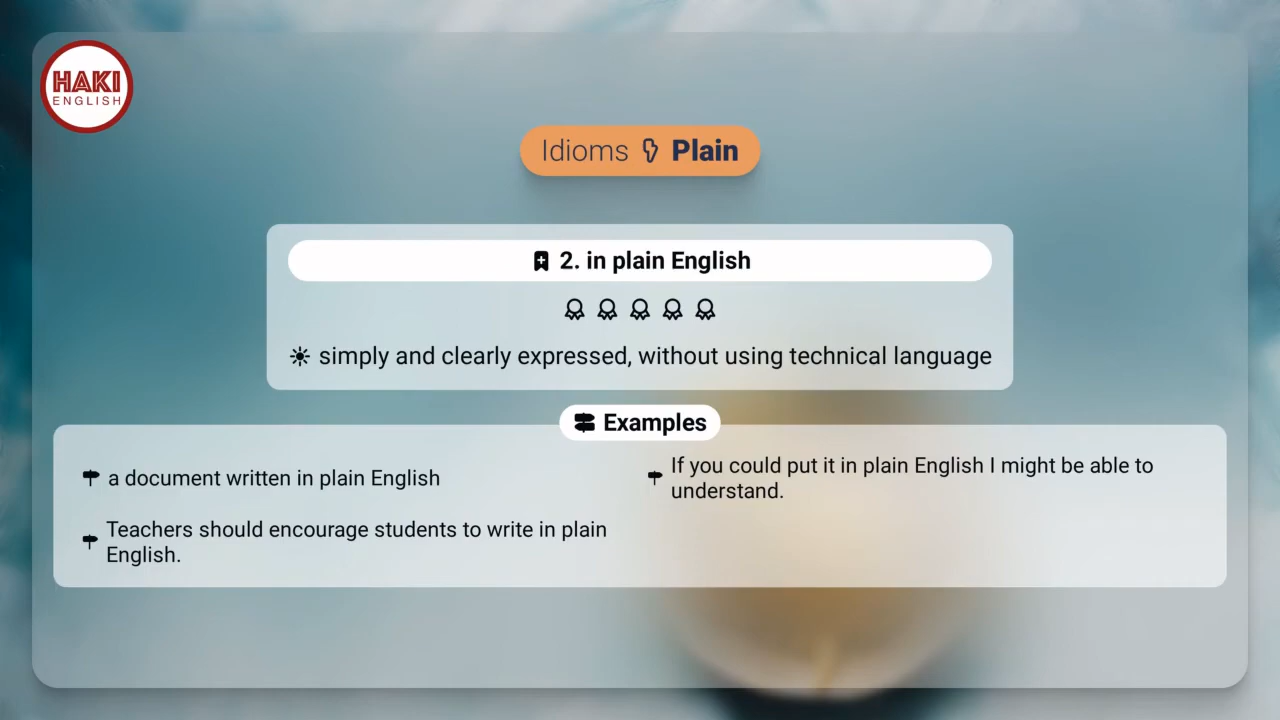 HAKI
ENGLISH
Idioms Plain
2. in plain English
simply and clearly expressed, without using technical language
Examples
a document written in plain English
If you could put it in plain English I might be able to
understand.
Teachers should encourage students to write in plain
English.